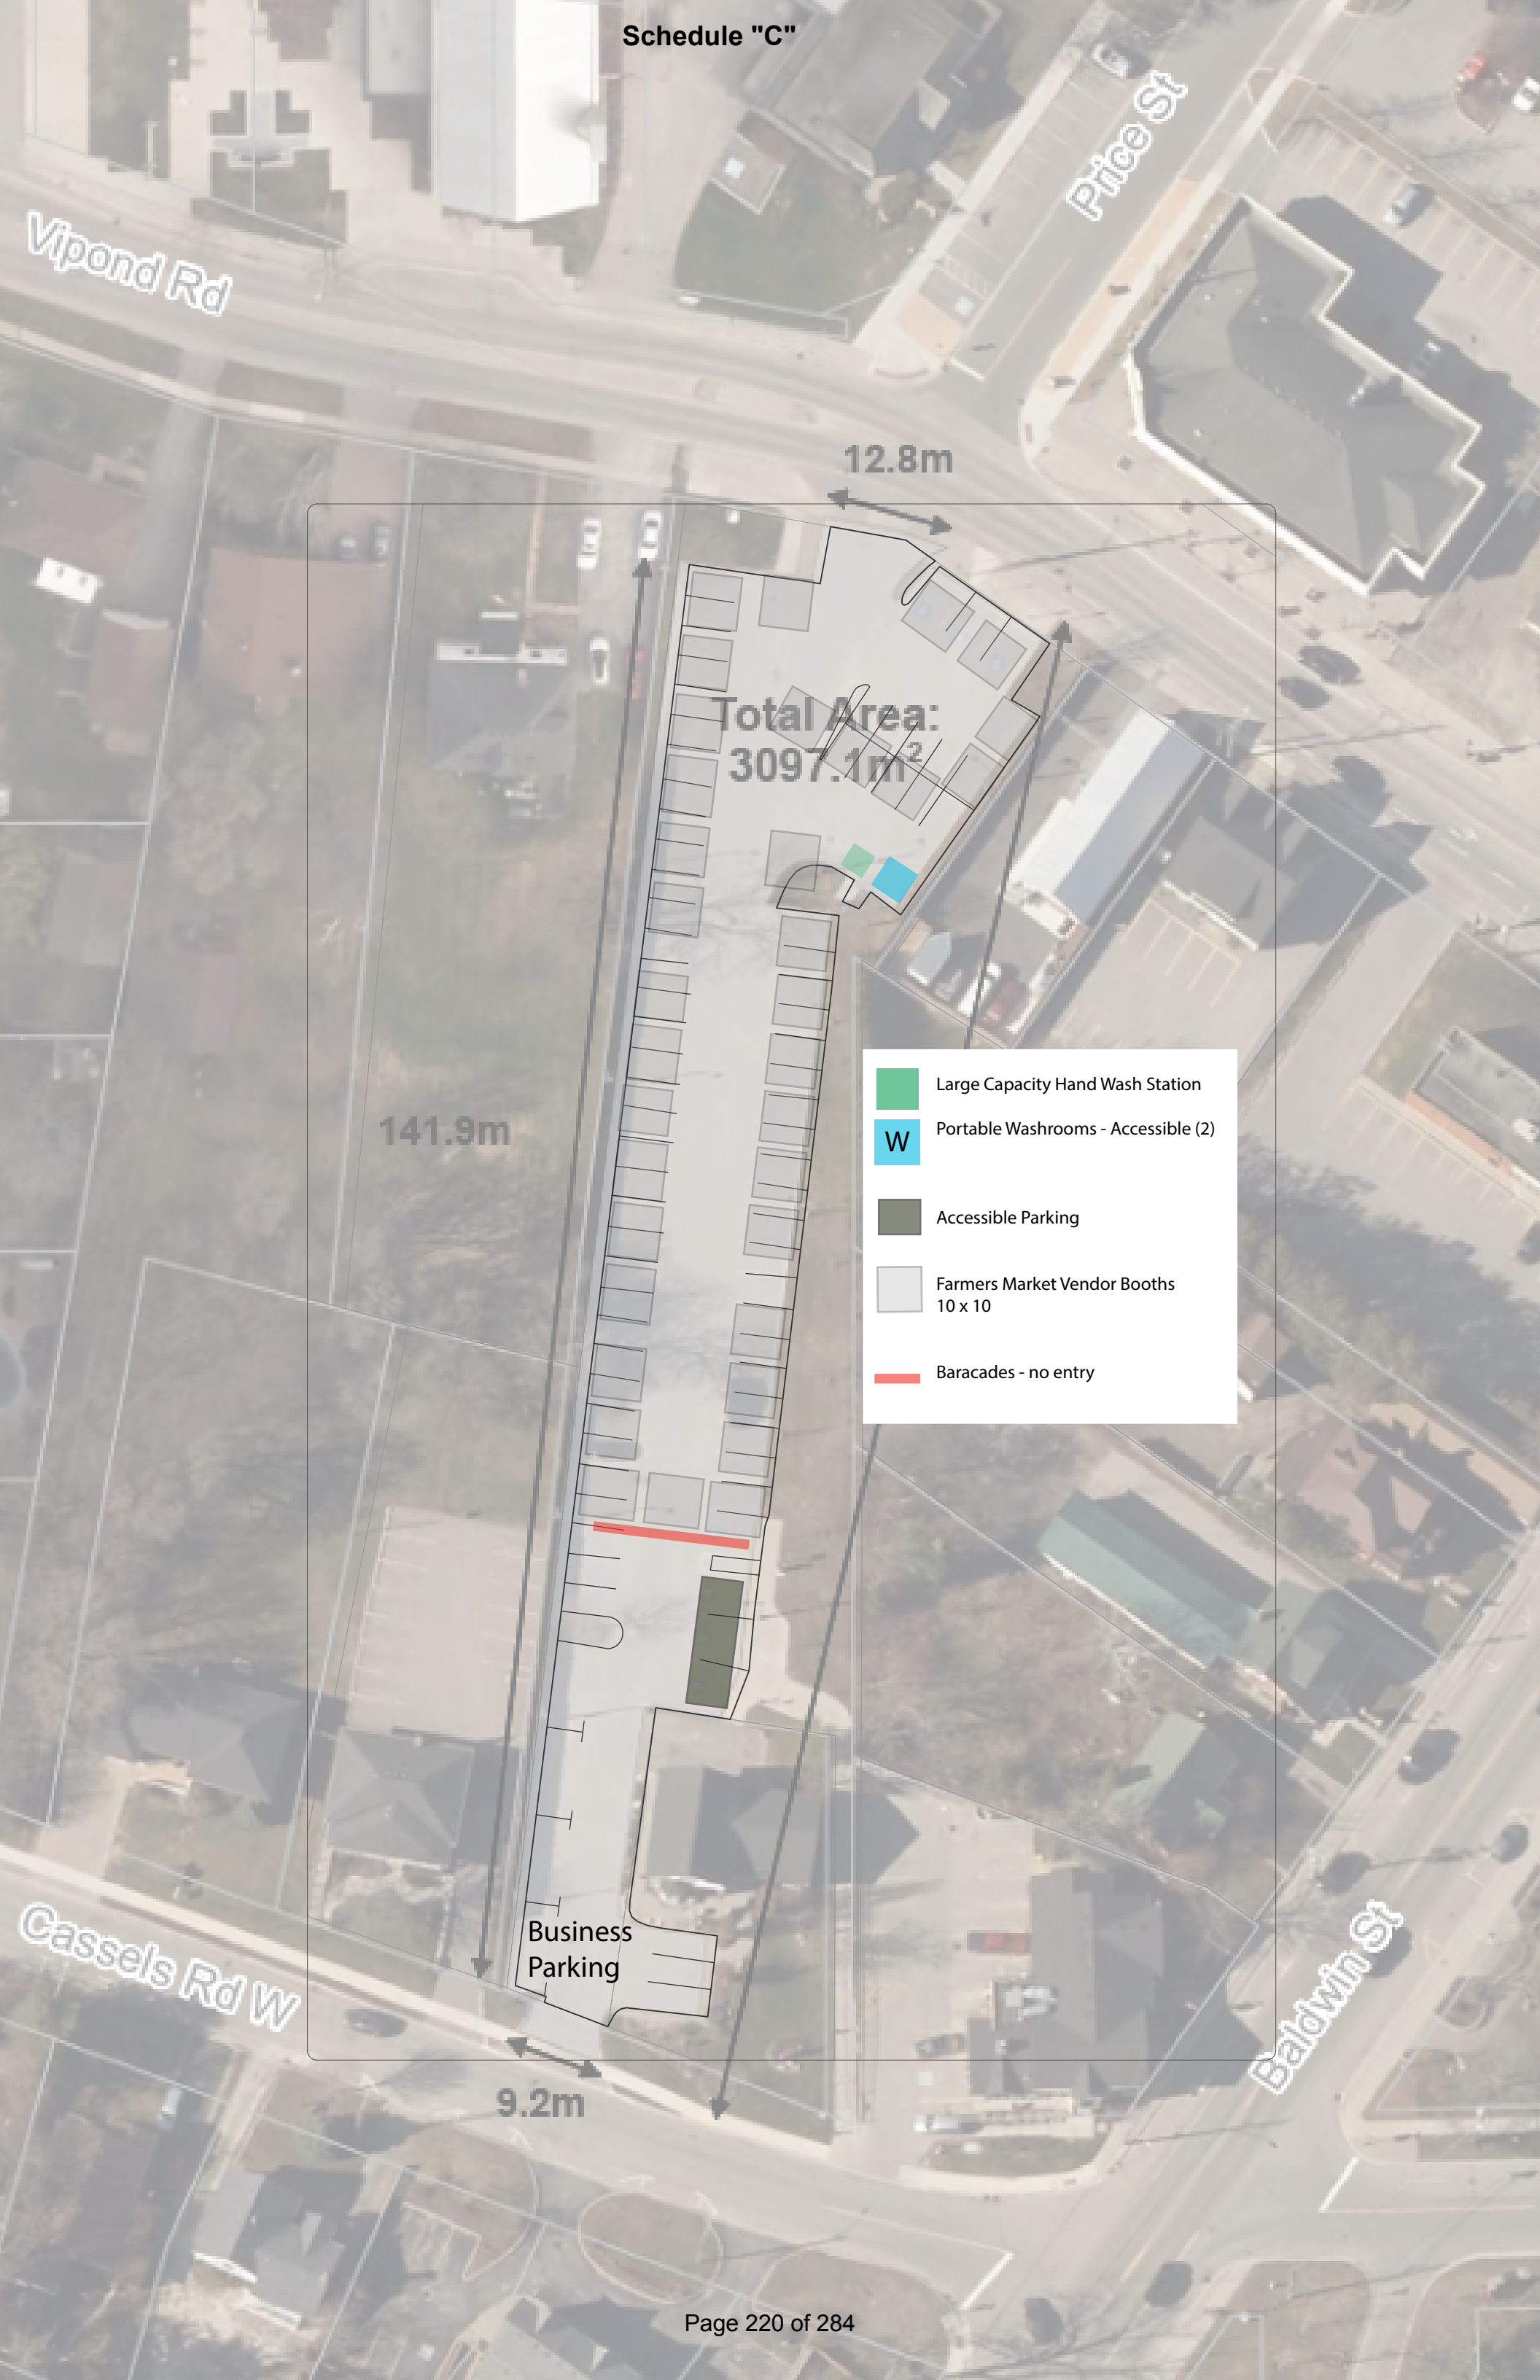 Schedule "C"
Price St
Vipond Rd
12.8m
Total Area:
3097.1m²
141.9m
Large Capacity Hand Wash Station
W
Portable Washrooms - Accessible (2)
Accessible Parking
Farmers Market Vendor Booths
10 x 10
Baracades - no entry
Business
Parking
Cassels Rd W
Baldwin St
9.2m
Page 220 of 284